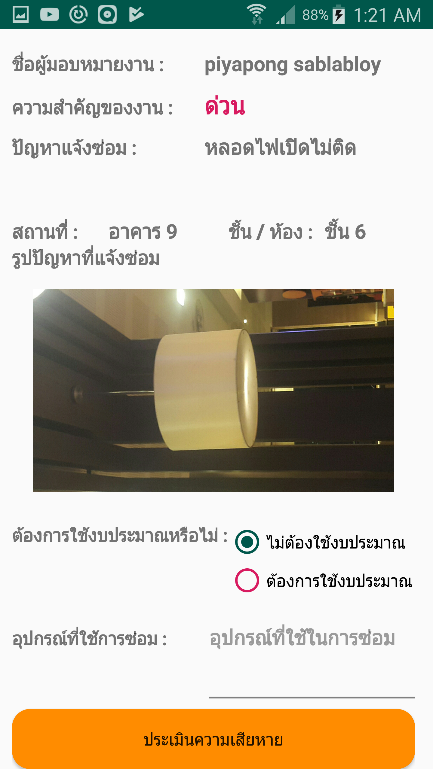 88% 1:21 AM
ชื่อผู้มอบหมายงาน : piyapong sablabloy
ความสำคัญของงาน : ด่วน
ปัญหาแจ้งซ่อม : หลอดไฟเปิดไม่ติด
สถานที่ : อาคาร 9 ชั้น / ห้อง : ชั้น 6
รูปปัญหาที่แจ้งซ่อม
ต้องการใช้งบประมาณหรือไม่ : ไม่ต้องใช้งบประมาณ
ต้องการใช้งบประมาณ
อุปกรณ์ที่ใช้การซ่อม : อุปกรณ์ที่ใช้ในการซ่อม
ประเมินความเสียหาย